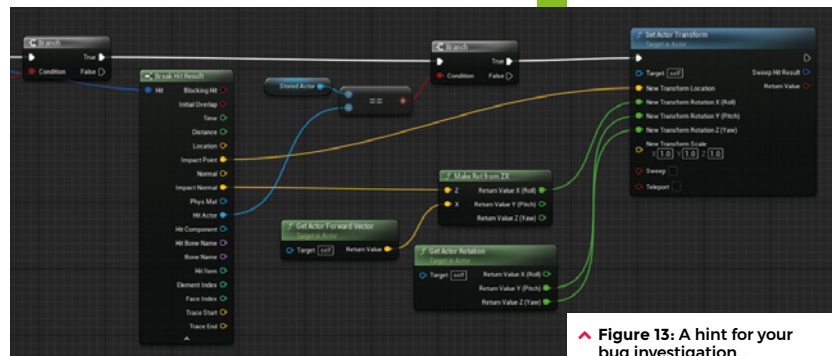 Branch
True
Condition
False
Break Hit Result
Hit
Blocking Hit
Initial Overlap
Time
Distance
Location
Impact Point
Normal
Impact Normal
Phys Mat
Hit Actor
Hit Component
Hit Bone Name
Bone Name
Hit Item
Element Index
Face Index
Trace Start
Trace End
Stored Actor
==
Branch
True
Condition
False
Get Actor Forward Vector
Target is Actor
Target self
Return Value
Make Rot from ZX
Z
Return Value X (Roll)
X
Return Value Y (Pitch)
Return Value Z (Yaw)
Get Actor Rotation
Target is Actor
Target self
Return Value X (Roll)
Return Value Y (Pitch)
Return Value Z (Yaw)
Set Actor Transform
Target is Actor
Target self
Sweep Hit Result
New Transform Location
Return Value
New Transform Rotation X (Roll)
New Transform Rotation Y (Pitch)
New Transform Rotation Z (Yaw)
New Transform Scale
X 1.0 Y 1.0 Z 1.0
Sweep
Teleport
Figure 13: A hint for your
bug investigation